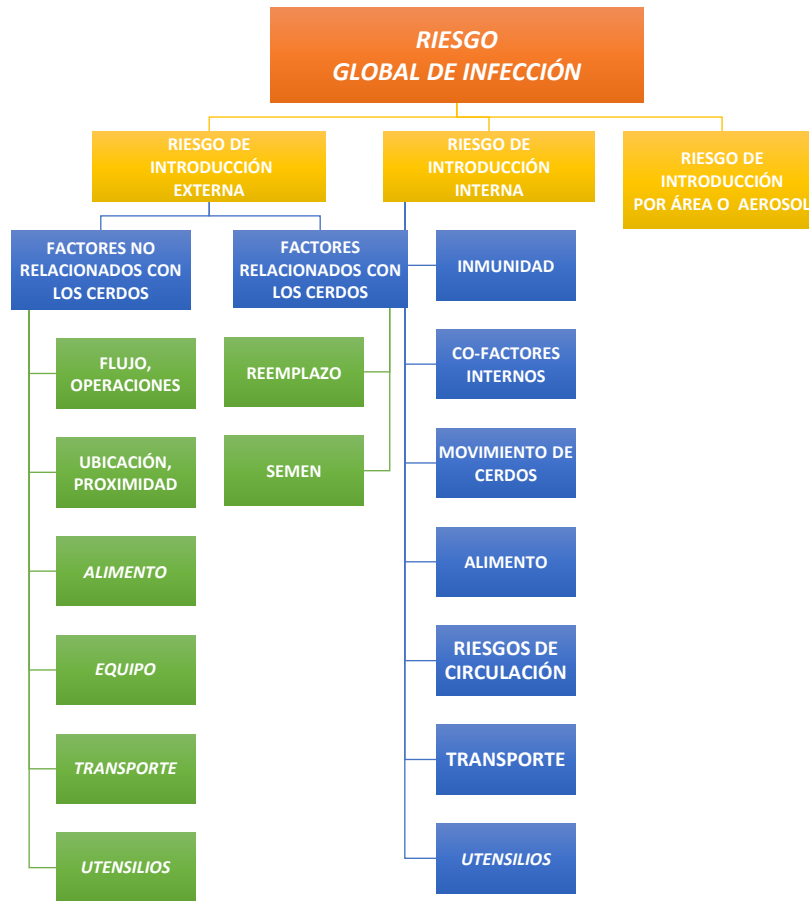 RIESGO
GLOBAL DE INFECCIÓN
RIESGO DE
INTRODUCCIÓN
EXTERNA
RIESGO DE
INTRODUCCIÓN
INTERNA
RIESGO DE
INTRODUCCIÓN
POR ÁREA O AEROSOL
FACTORES NO
RELACIONADOS CON
LOS CERDOS
FACTORES
RELACIONADOS CON
LOS CERDOS
FLUJO,
OPERACIONES
UBICACIÓN,
PROXIMIDAD
ALIMENTO
EQUIPO
TRANSPORTE
UTENSILIOS
REEMPLAZO
SEMEN
INMUNIDAD
CO-FACTORES
INTERNOS
MOVIMIENTO DE
CERDOS
ALIMENTO
RIESGOS DE
CIRCULACIÓN
TRANSPORTE
UTENSILIOS